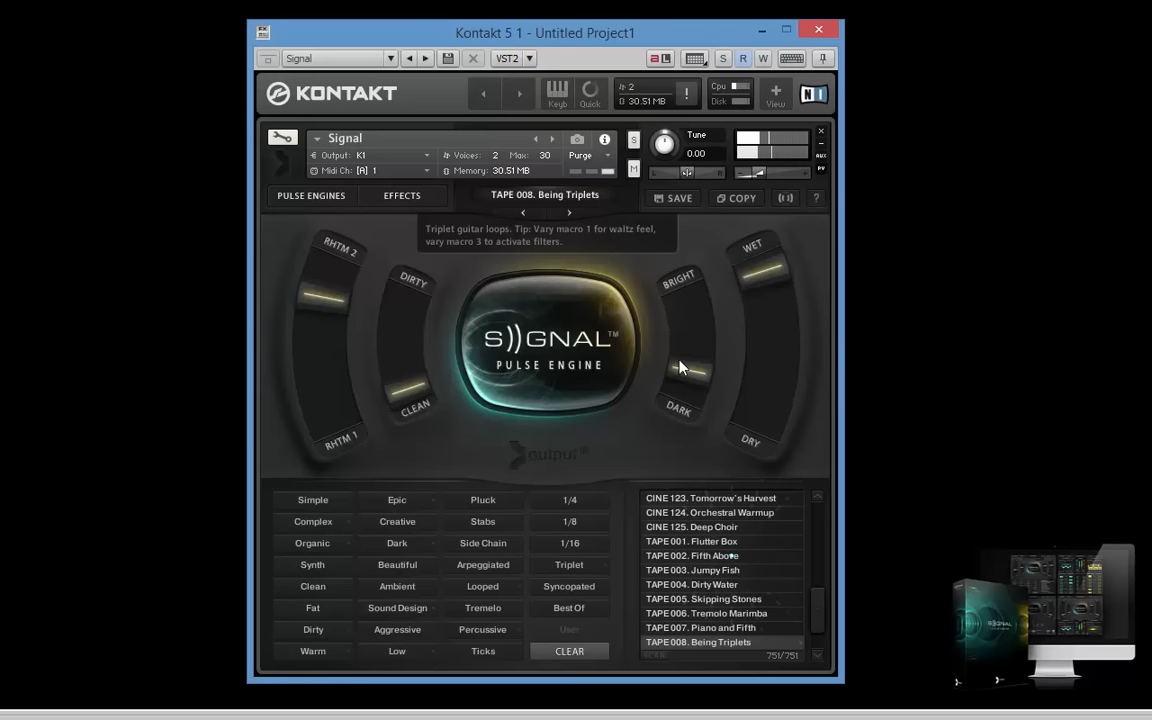 Kontakt 5 1 - Untitled Project1
Signal
VST2
S
R
W
KONTAKT
Keyb
Quick
2
30.51 MB
!
Cpu
Disk
View
N I
Signal
Output: K1
Voices: 2 Max: 30
Purge
Midi Ch: [A] 1
Memory: 30.51 MB
S
M
Tune
0.00
L R
AUX
PV
PULSE ENGINES
EFFECTS
TAPE 008. Being Triplets
SAVE
COPY
?
Triplet guitar loops. Tip: Vary macro 1 for waltz feel,
vary macro 3 to activate filters.
RHTM 2
DIRTY
BRIGHT
WET
S))GNAL™
PULSE ENGINE
CLEAN
DARK
RHTM 1
DRY
output
Simple Epic Pluck 1/4
Complex Creative Stabs 1/8
Organic Dark Side Chain 1/16
Synth Beautiful Arpeggiated Triplet
Clean Ambient Looped Syncopated
Fat Sound Design Tremelo Best Of
Dirty Aggressive Percussive User
Warm Low Ticks CLEAR
CINE 123. Tomorrow's Harvest
CINE 124. Orchestral Warmup
CINE 125. Deep Choir
TAPE 001. Flutter Box
TAPE 002. Fifth Above
TAPE 003. Jumpy Fish
TAPE 004. Dirty Water
TAPE 005. Skipping Stones
TAPE 006. Tremolo Marimba
TAPE 007. Piano and Fifth
TAPE 008. Being Triplets
751/751